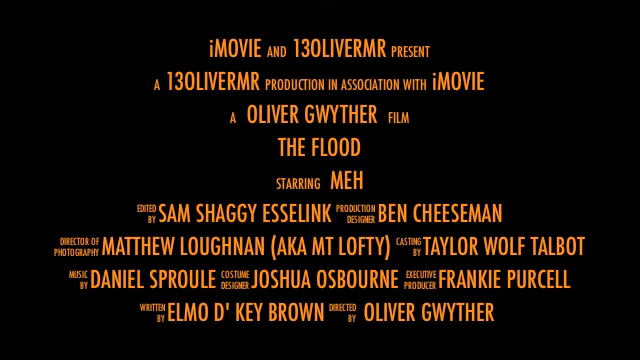 iMOVIE AND 13OLIVERMR PRESENT
A 13OLIVERMR PRODUCTION IN ASSOCIATION WITH iMOVIE
A OLIVER GWYTHER FILM
THE FLOOD
STARRING MEH
EDITED BY SAM SHAGGY ESSELINK PRODUCTION DESIGNER BEN CHEESEMAN
DIRECTOR OF PHOTOGRAPHY MATTHEW LOUGHNAN (AKA MT LOFTY) CASTING BY TAYLOR WOLF TALBOT
MUSIC BY DANIEL SPROULE COSTUME DESIGNER JOSHUA OSBOURNE EXECUTIVE PRODUCER FRANKIE PURCELL
WRITTEN BY ELMO D' KEY BROWN DIRECTED BY OLIVER GWYTHER